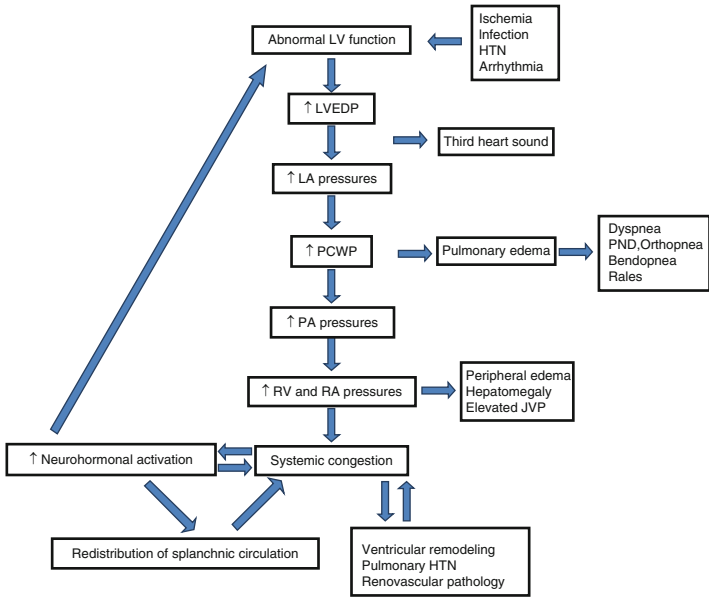 Abnormal LV function
Ischemia
Infection
HTN
Arrhythmia
↑ LVEDP
Third heart sound
↑ LA pressures
↑ PCWP
Pulmonary edema
Dyspnea
PND,Orthopnea
Bendopnea
Rales
↑ PA pressures
↑ RV and RA pressures
Peripheral edema
Hepatomegaly
Elevated JVP
↑ Neurohormonal activation
Systemic congestion
Redistribution of splanchnic circulation
Ventricular remodeling
Pulmonary HTN
Renovascular pathology